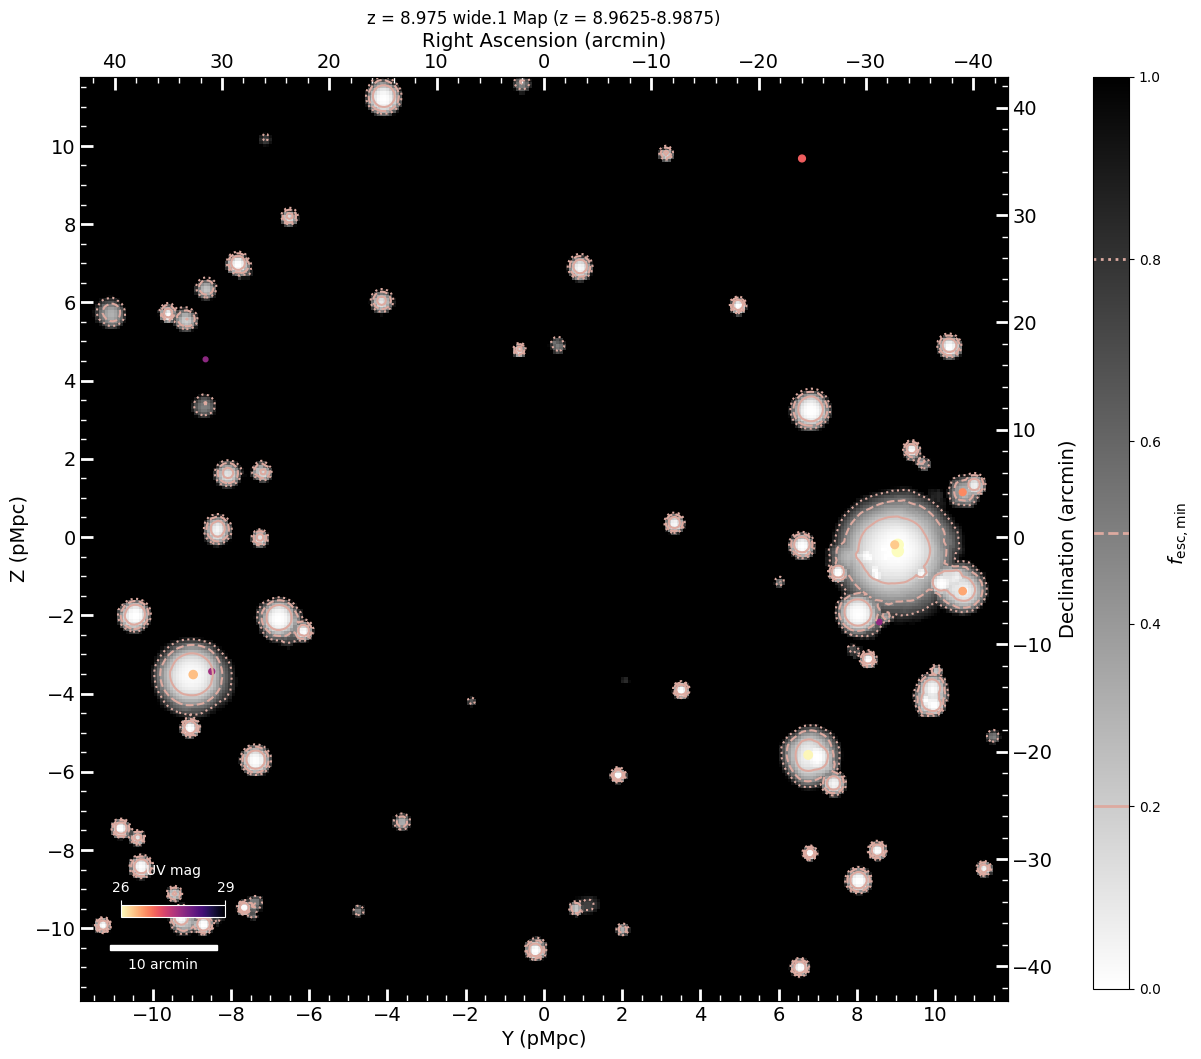 z = 8.975 wide.1 Map (z = 8.9625-8.9875)
Right Ascension (arcmin)
40 30 20 10 0 −10 −20 −30 −40
10
8
6
4
2
0
−2
−4
−6
−8
−10
Z (pMpc)
40
30
20
10
0
−10
−20
−30
−40
Declination (arcmin)
1.0
0.8
0.6
0.4
0.2
0.0
fesc,min
UV mag
26 29
10 arcmin
−10 −8 −6 −4 −2 0 2 4 6 8 10
Y (pMpc)